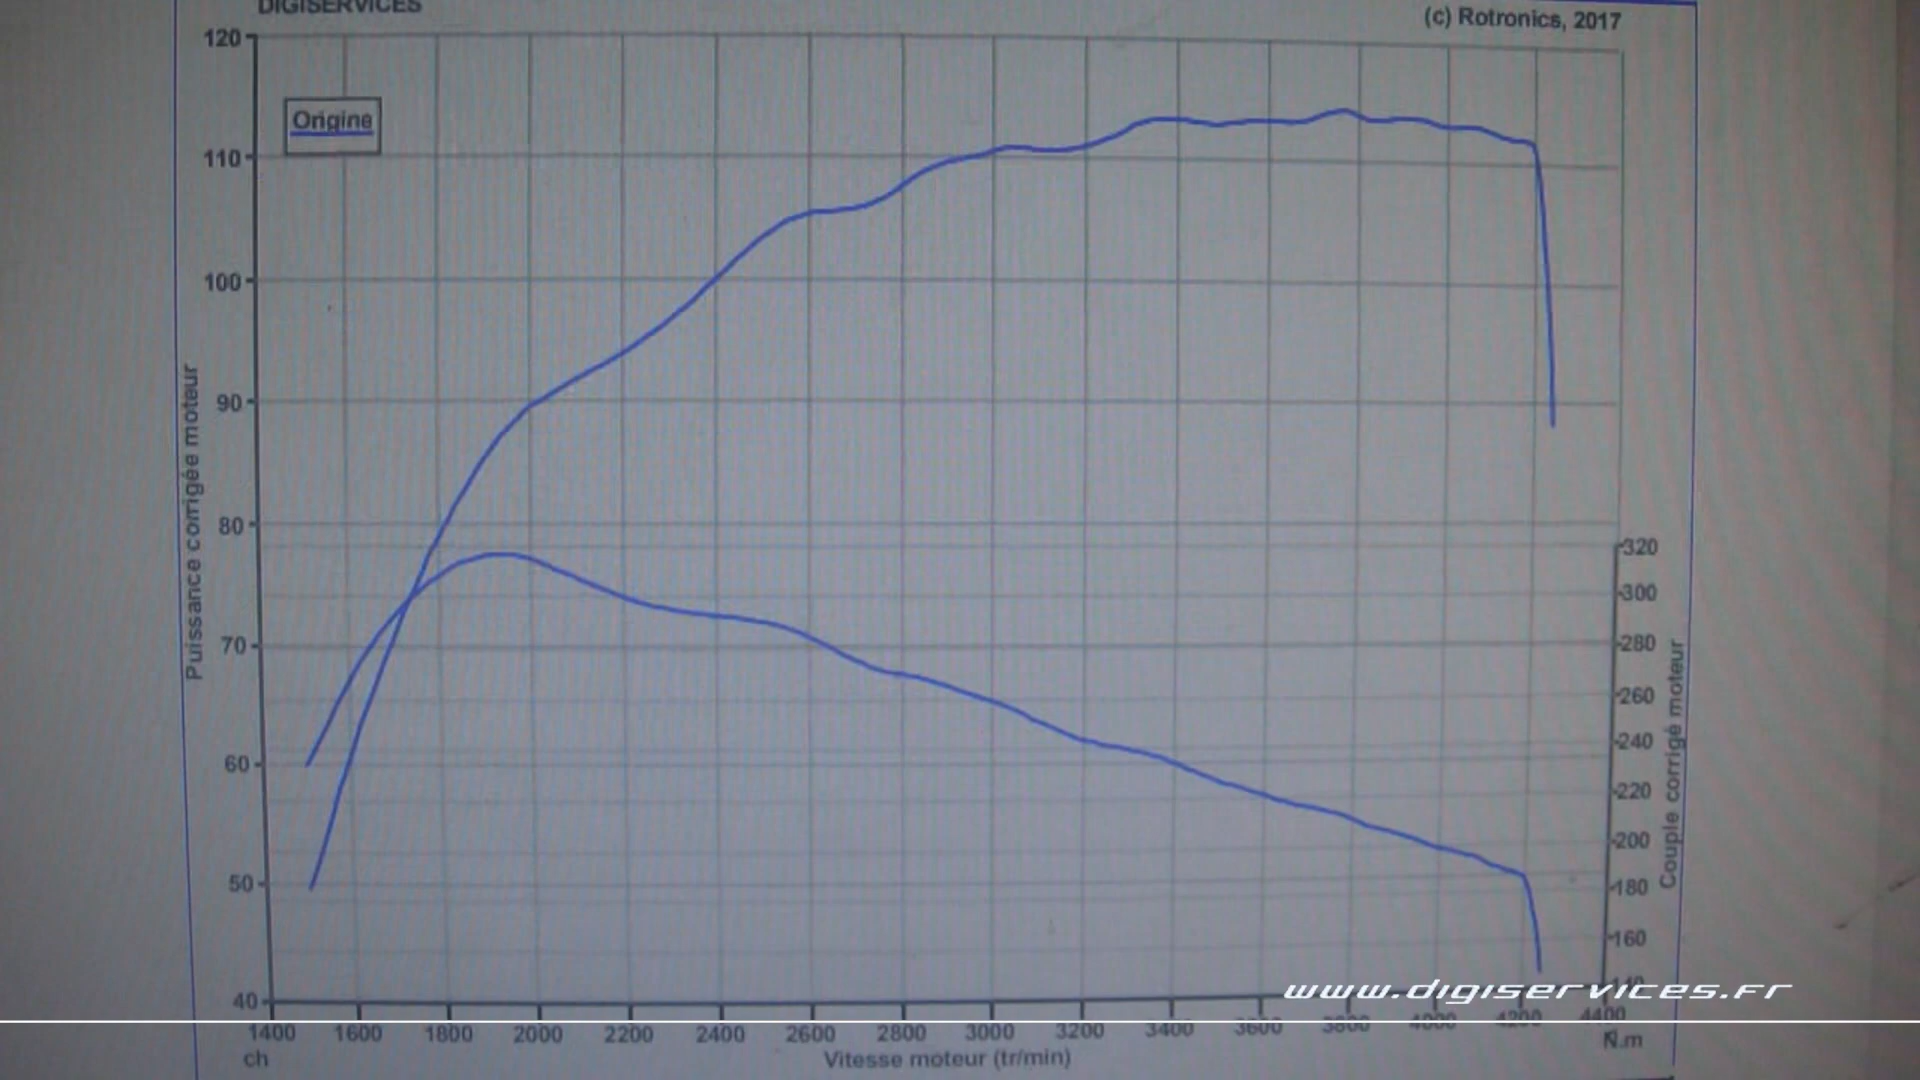 DIGISERVICES
(c) Rotronics, 2017
120
Origine
110
100
90
80
70
60
50
40
Puissance corrigée moteur
320
300
280
260
240
220
200
180
160
140
Couple corrigé moteur
www.digiservices.fr
1400 1600 1800 2000 2200 2400 2600 2800 3000 3200 3400 3600 3800 4000 4200 4400
ch
Vitesse moteur (tr/min)
N.m